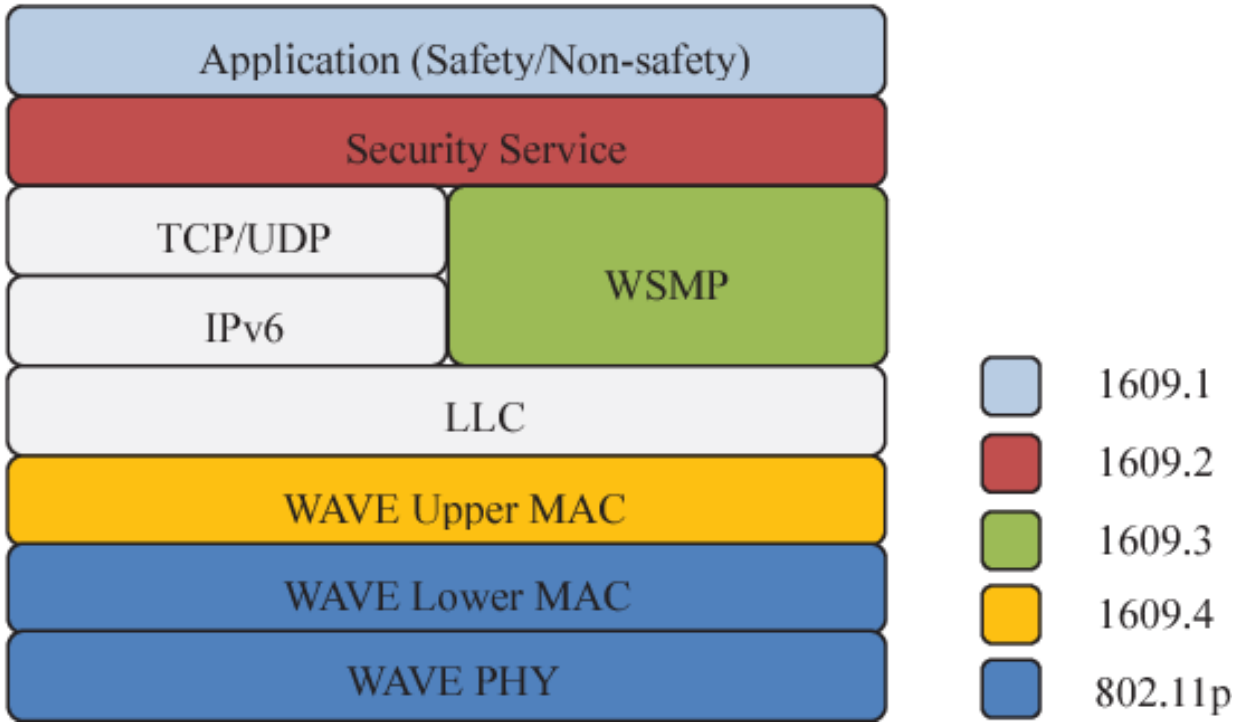 Application (Safety/Non-safety)
Security Service
TCP/UDP
WSMP
IPv6
LLC
WAVE Upper MAC
WAVE Lower MAC
WAVE PHY
1609.1
1609.2
1609.3
1609.4
802.11p